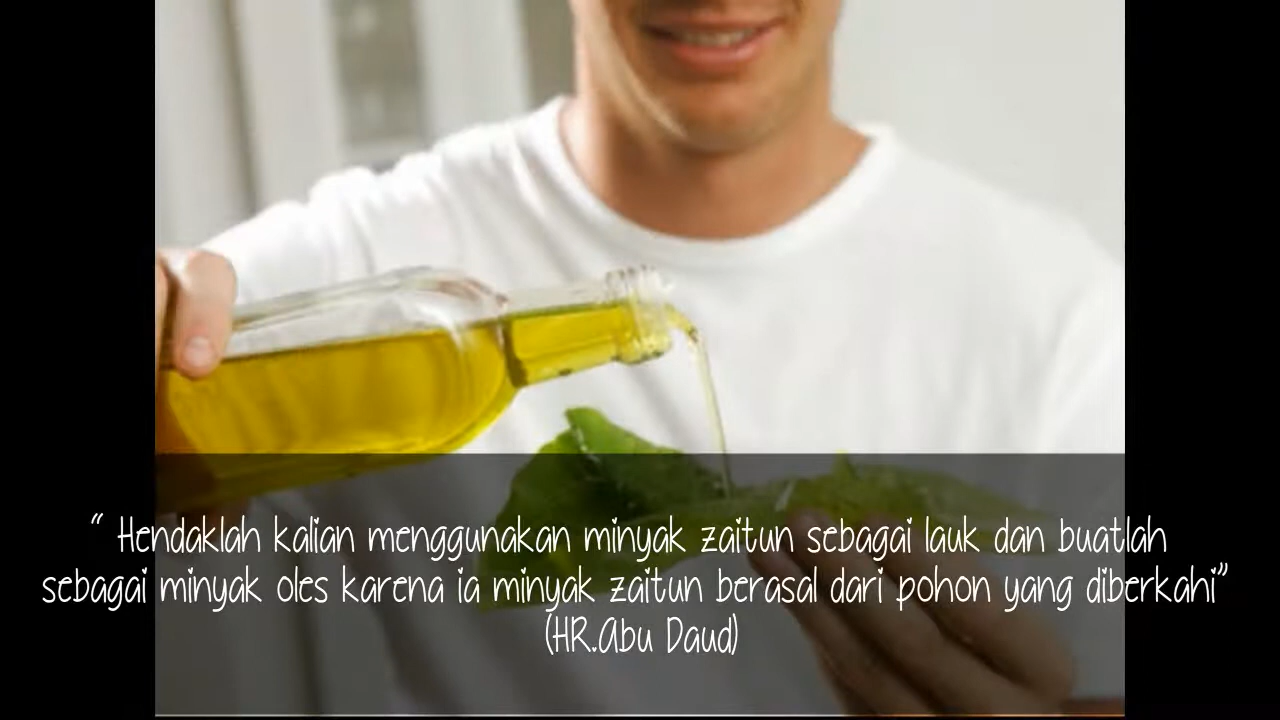 " Hendaklah kalian menggunakan minyak zaitun sebagai lauk dan buatlah
sebagai minyak oles karena ia minyak zaitun berasal dari pohon yang diberkahi"
(HR.Abu Daud)